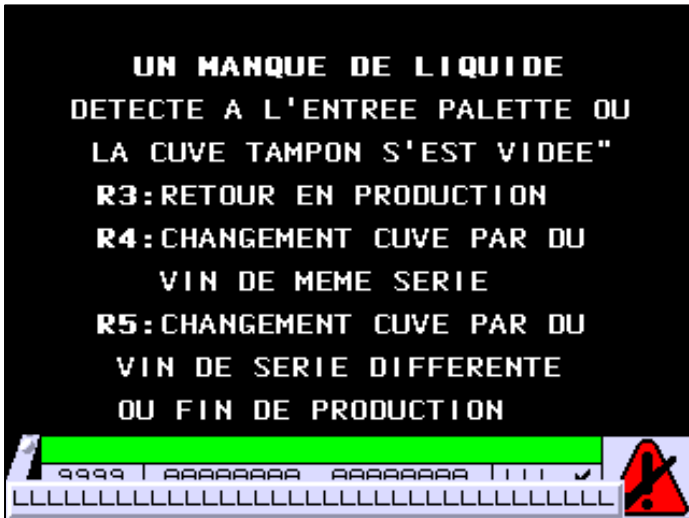 UN MANQUE DE LIQUIDE
DETECTE A L'ENTREE PALETTE OU
LA CUVE TAMPON S'EST VIDEE"
R3:RETOUR EN PRODUCTION
R4:CHANGEMENT CUVE PAR DU
VIN DE MEME SERIE
R5:CHANGEMENT CUVE PAR DU
VIN DE SERIE DIFFERENTE
OU FIN DE PRODUCTION
9999 AAAAAAAA AAAAAAAA